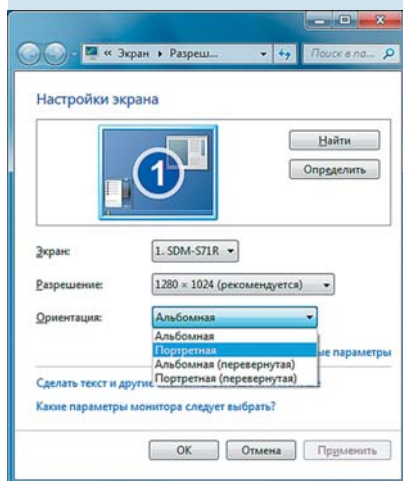 « Экран ▸ Разреш...
Поиск в па...
Настройки экрана
1
Найти
Определить
Экран:
1. SDM-S71R
Разрешение:
1280 × 1024 (рекомендуется)
Ориентация:
Альбомная
Альбомная
Портретная
Альбомная (перевернутая)
Портретная (перевернутая)
ые параметры
Сделать текст и другие
Какие параметры монитора следует выбрать?
OK
Отмена
Применить